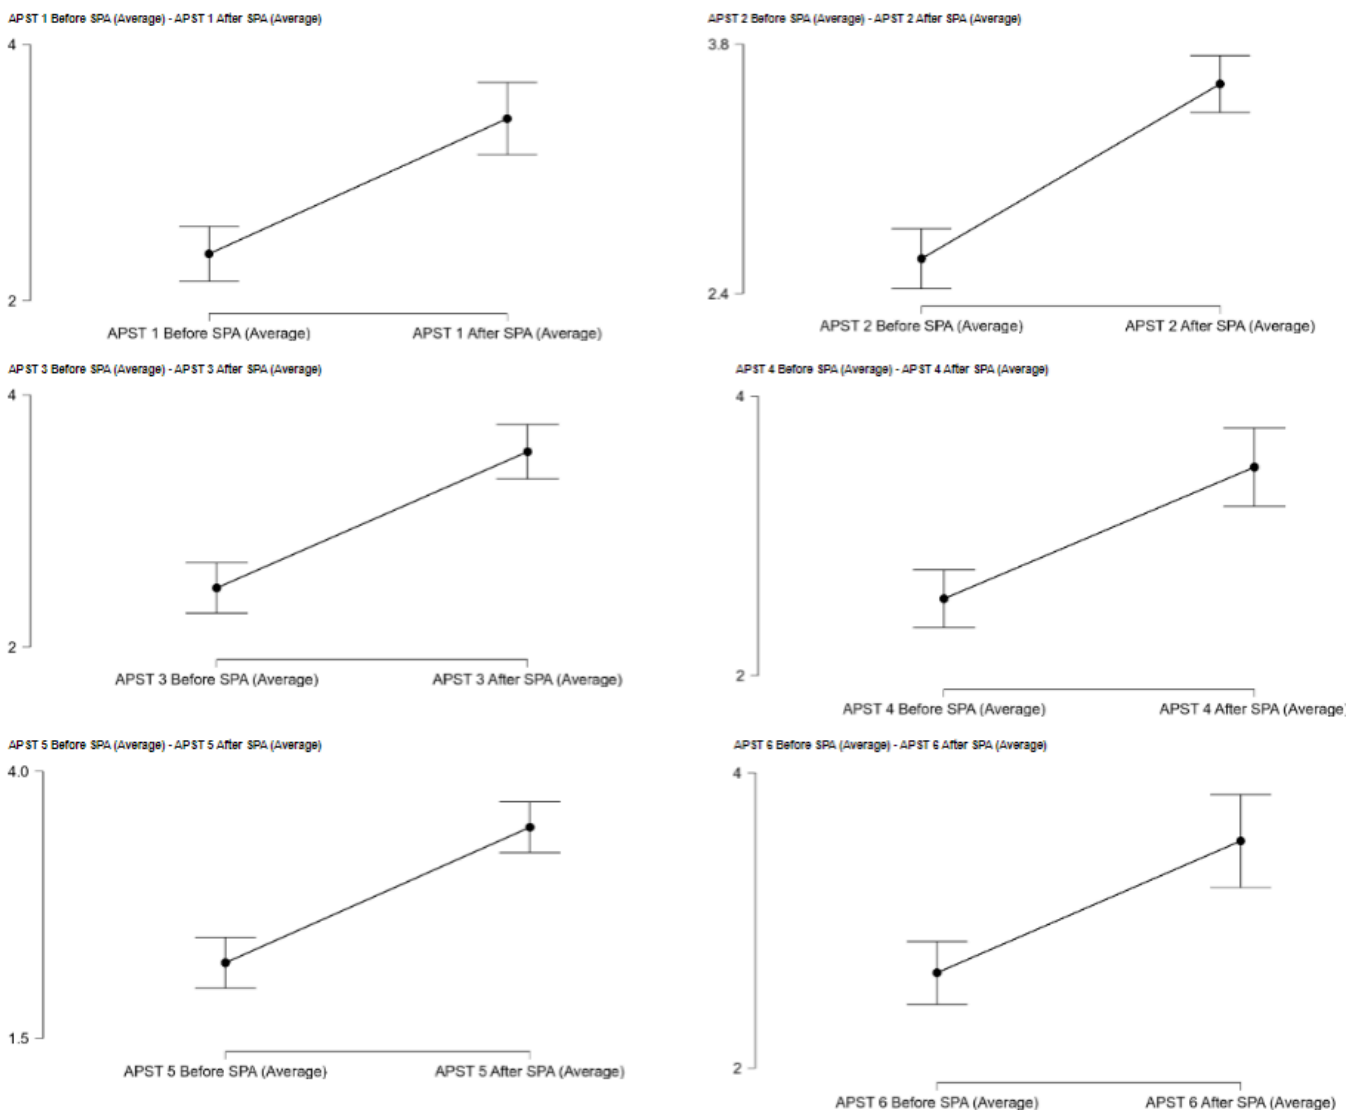 APST 1 Before SPA (Average) - APST 1 After SPA (Average)
4
2
APST 1 Before SPA (Average) APST 1 After SPA (Average)
APST 2 Before SPA (Average) - APST 2 After SPA (Average)
3.8
2.4
APST 2 Before SPA (Average) APST 2 After SPA (Average)
APST 3 Before SPA (Average) - APST 3 After SPA (Average)
4
2
APST 3 Before SPA (Average) APST 3 After SPA (Average)
APST 4 Before SPA (Average) - APST 4 After SPA (Average)
4
2
APST 4 Before SPA (Average) APST 4 After SPA (Average)
APST 5 Before SPA (Average) - APST 5 After SPA (Average)
4.0
1.5
APST 5 Before SPA (Average) APST 5 After SPA (Average)
APST 6 Before SPA (Average) - APST 6 After SPA (Average)
4
2
APST 6 Before SPA (Average) APST 6 After SPA (Average)